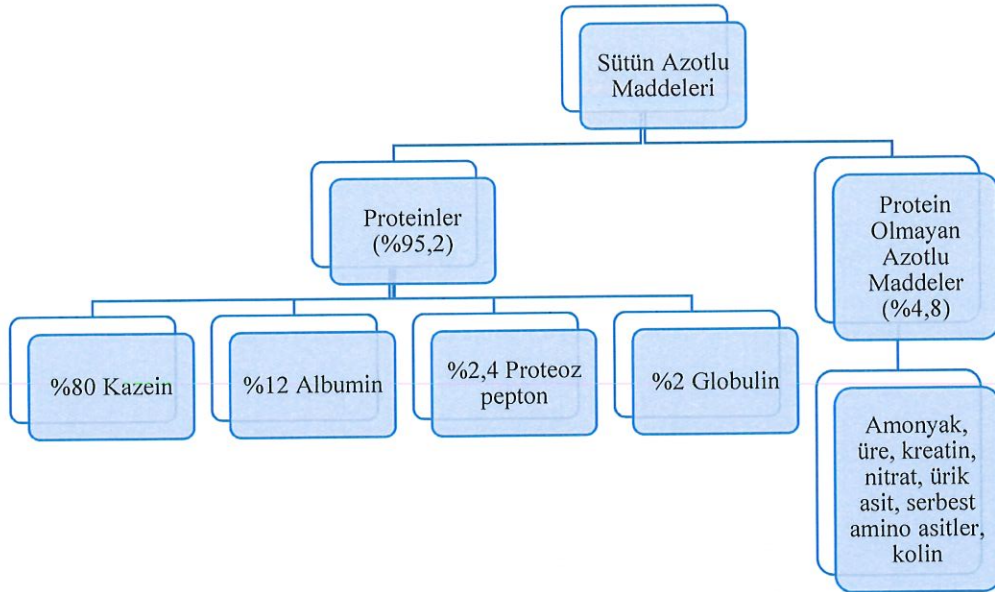 Sütün Azotlu
Maddeleri
Proteinler
(%95,2)
Protein
Olmayan
Azotlu
Maddeler
(%4,8)
%80 Kazein
%12 Albumin
%2,4 Proteoz
pepton
%2 Globulin
Amonyak,
üre, kreatin,
nitrat, ürik
asit, serbest
amino asitler,
kolin